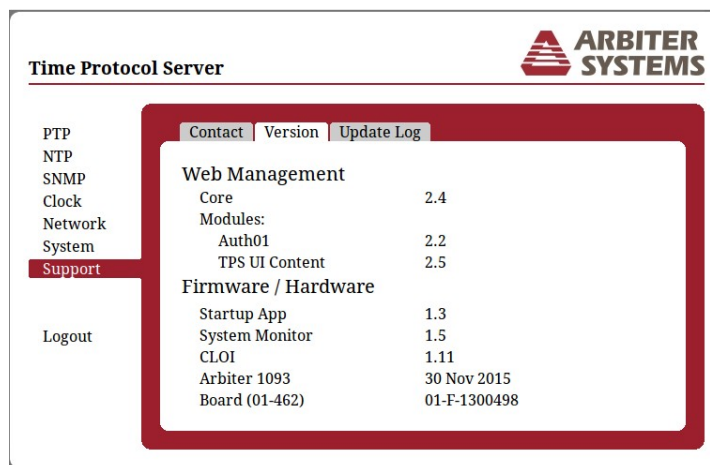 ARBITER
SYSTEMS
Time Protocol Server
PTP
NTP
SNMP
Clock
Network
System
Support
Logout
Contact Version Update Log
Web Management
Core 2.4
Modules:
Auth01 2.2
TPS UI Content 2.5
Firmware / Hardware
Startup App 1.3
System Monitor 1.5
CLOI 1.11
Arbiter 1093 30 Nov 2015
Board (01-462) 01-F-1300498